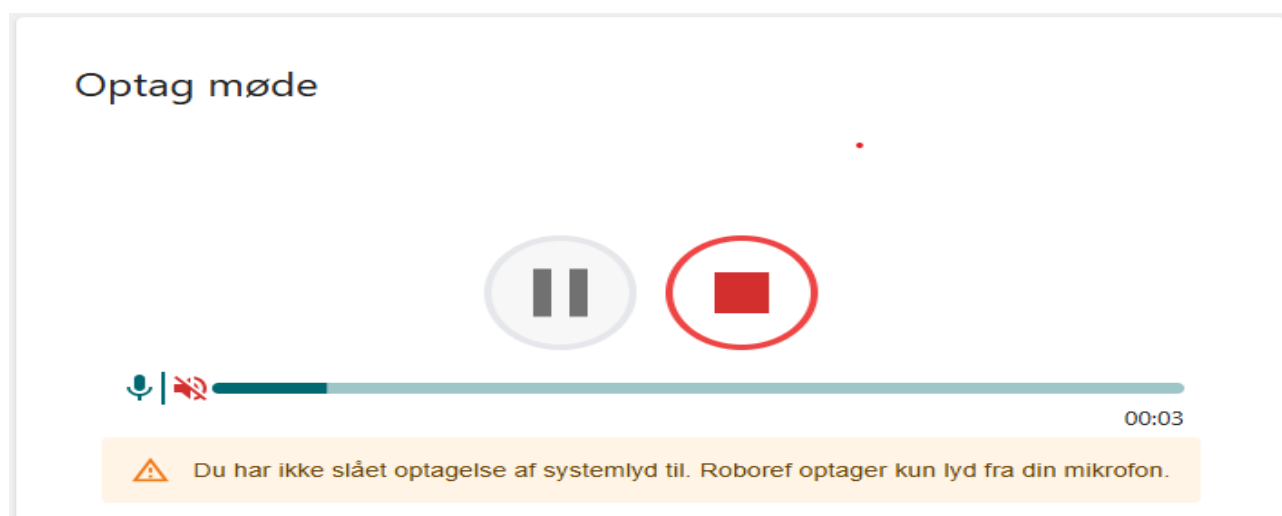 Optag møde
00:03
Du har ikke slået optagelse af systemlyd til. Roboref optager kun lyd fra din mikrofon.